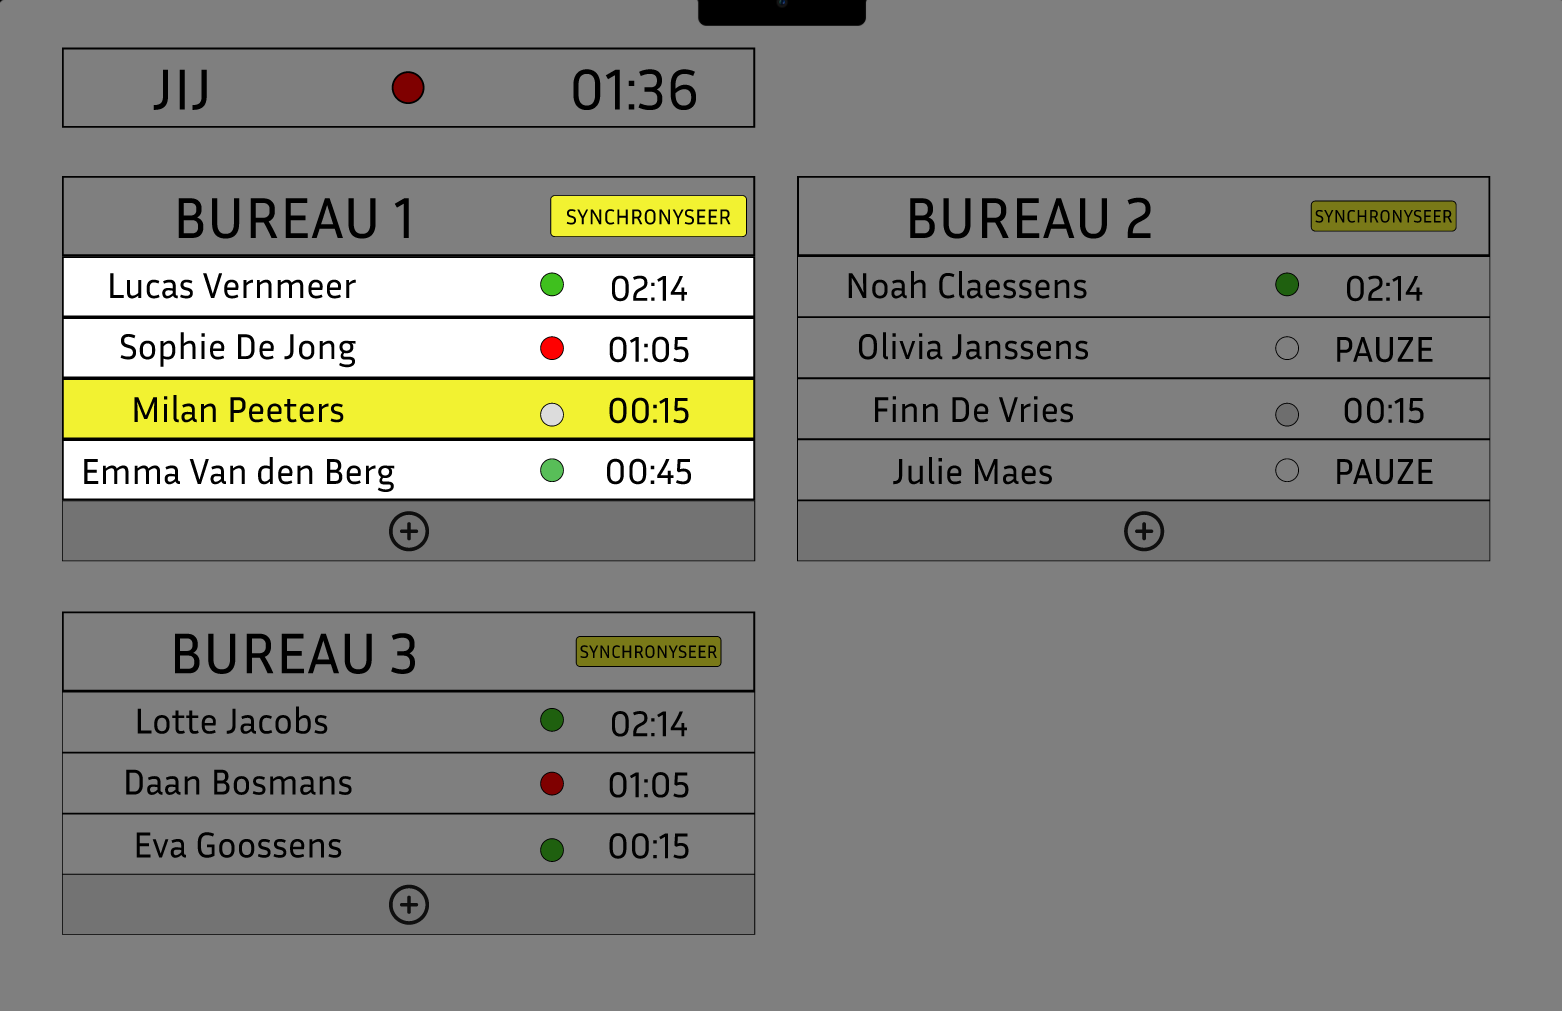 JIJ 01:36
BUREAU 1 SYNCHRONYSEER
Lucas Vernmeer 02:14
Sophie De Jong 01:05
Milan Peeters 00:15
Emma Van den Berg 00:45
BUREAU 2 SYNCHRONYSEER
Noah Claessens 02:14
Olivia Janssens PAUZE
Finn De Vries 00:15
Julie Maes PAUZE
BUREAU 3 SYNCHRONYSEER
Lotte Jacobs 02:14
Daan Bosmans 01:05
Eva Goossens 00:15